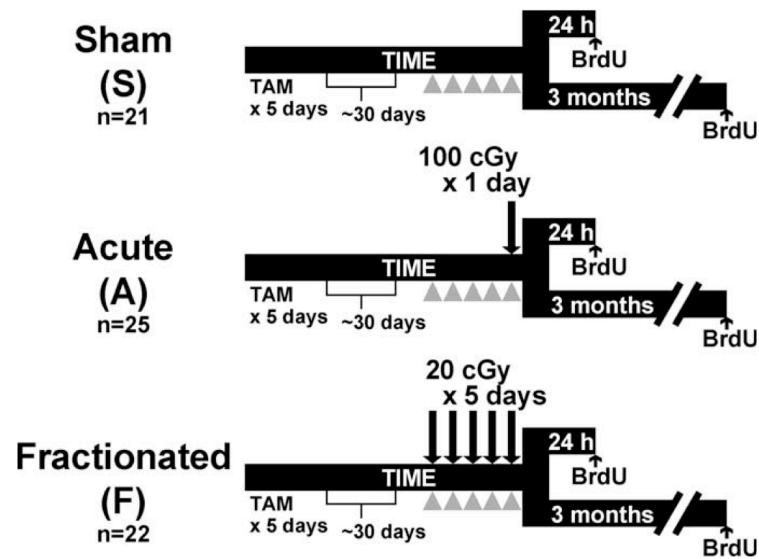 Sham
(S)
n=21
TIME
24 h
BrdU
TAM
x 5 days
~30 days
3 months
BrdU
100 cGy
x 1 day
Acute
(A)
n=25
TIME
24 h
BrdU
TAM
x 5 days
~30 days
3 months
BrdU
20 cGy
x 5 days
Fractionated
(F)
n=22
TIME
24 h
BrdU
TAM
x 5 days
~30 days
3 months
BrdU